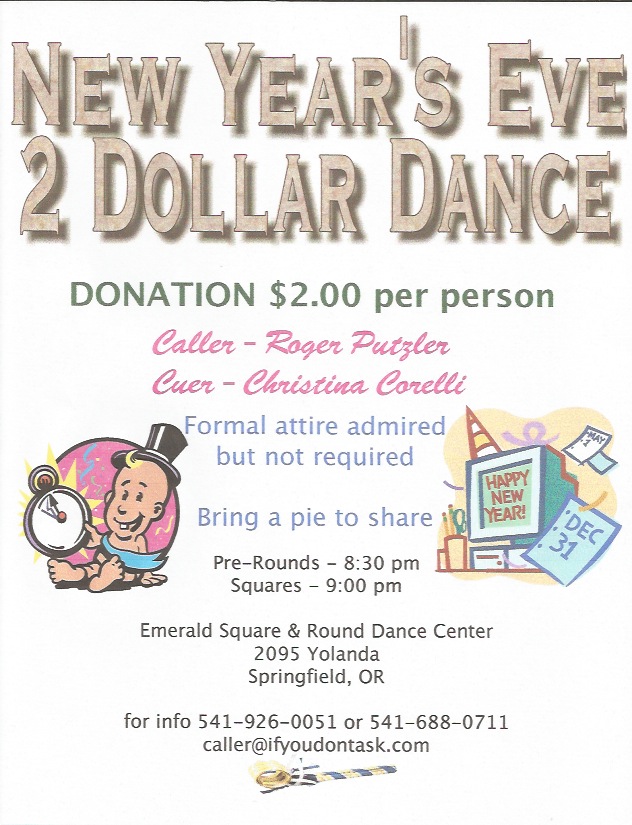 NEW YEAR'S EVE
2 DOLLAR DANCE
DONATION $2.00 per person
Caller – Roger Putzler
Cuer – Christina Corelli
Formal attire admired
but not required
Bring a pie to share
HAPPY
NEW
YEAR!
MAY
1
DEC
31
Pre-Rounds – 8:30 pm
Squares – 9:00 pm
Emerald Square & Round Dance Center
2095 Yolanda
Springfield, OR
for info 541-926-0051 or 541-688-0711
caller@ifyoudontask.com